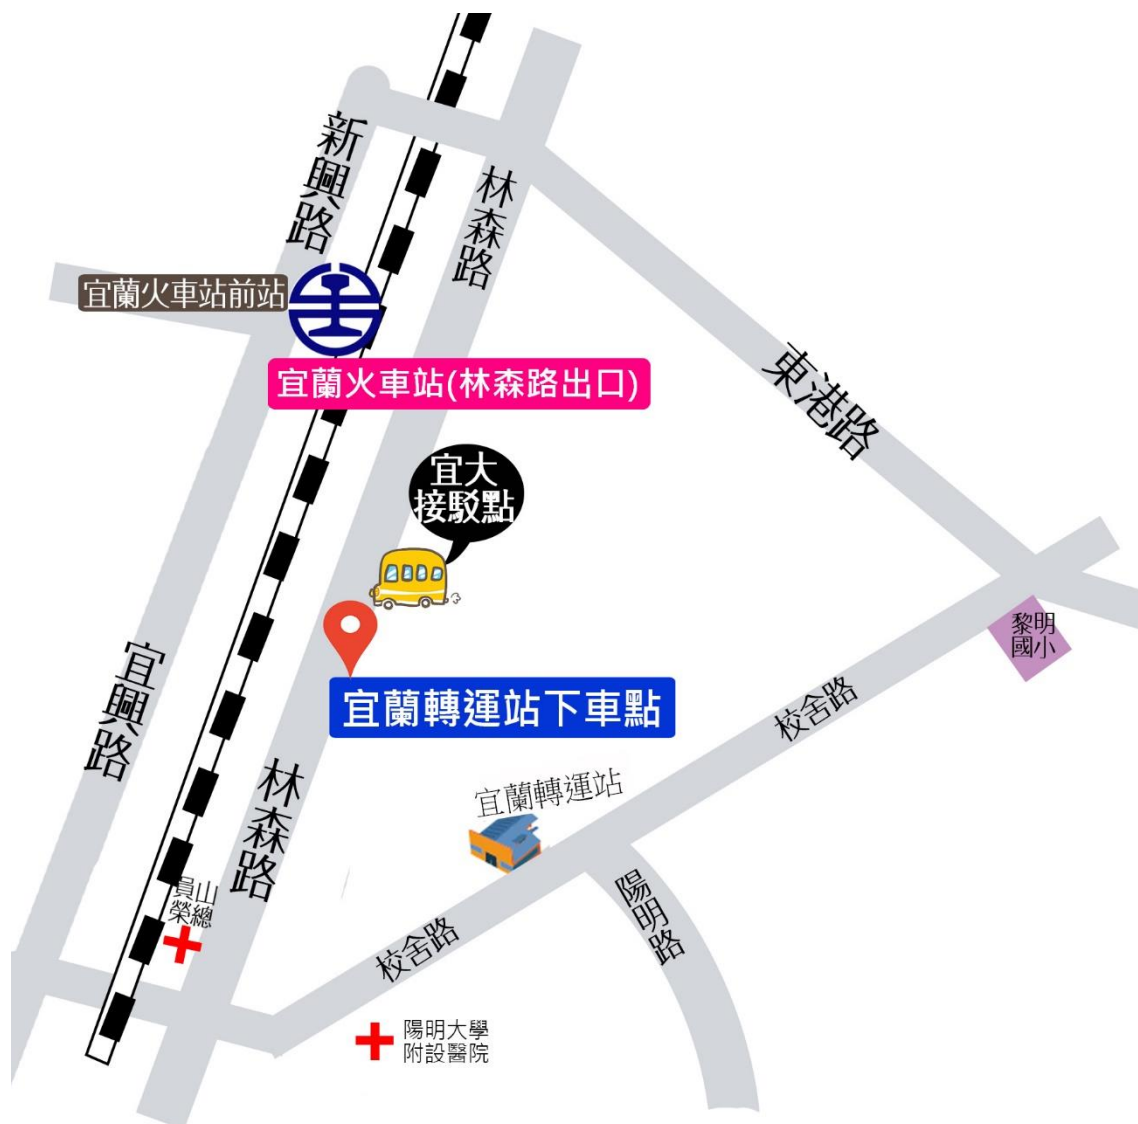 新興路
林森路
宜蘭火車站前站
宜蘭火車站(林森路出口)
東港路
宜大
接駁點
黎明
國小
宜興路
宜蘭轉運站下車點
校舍路
林森路
宜蘭轉運站
員山
榮總
陽明路
校舍路
陽明大學
附設醫院